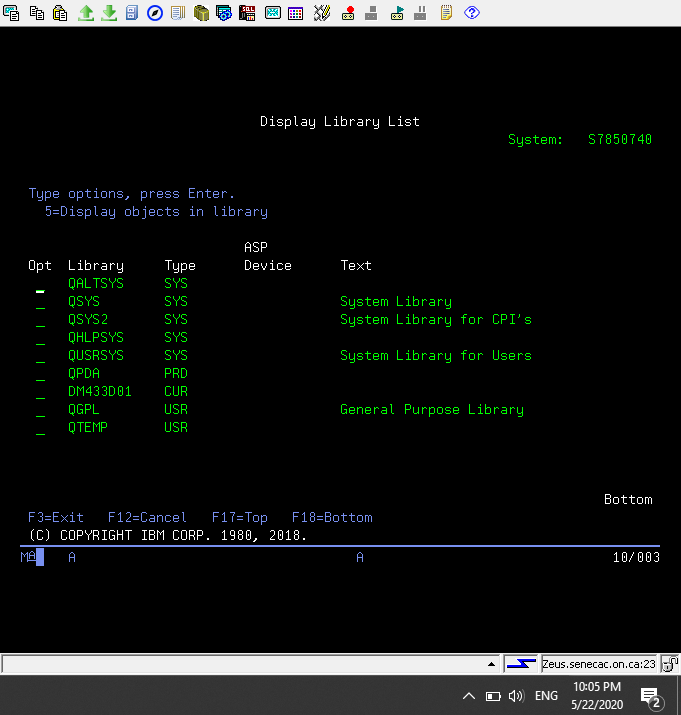 Display Library List
System: S7850740
Type options, press Enter.
5=Display objects in library
ASP
Opt Library Type Device Text
_ QALTSYS SYS
_ QSYS SYS System Library
_ QSYS2 SYS System Library for CPI's
_ QHLPSYS SYS
_ QUSRSYS SYS System Library for Users
_ QPDA PRD
_ DM433D01 CUR
_ QGPL USR General Purpose Library
_ QTEMP USR
Bottom
F3=Exit F12=Cancel F17=Top F18=Bottom
(C) COPYRIGHT IBM CORP. 1980, 2018.
MA A A 10/003
Zeus.senecac.on.ca:23
ENG
10:05 PM
5/22/2020
2